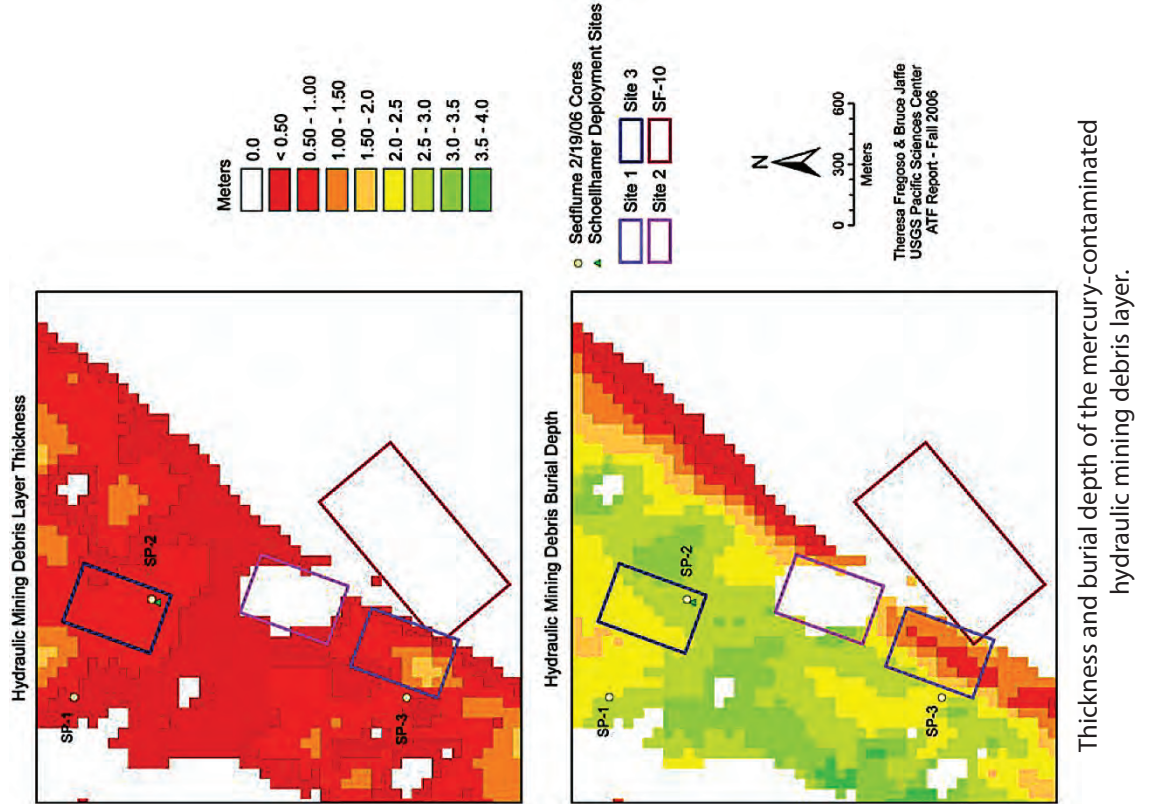 Hydraulic Mining Debris Layer Thickness
SP-1
SP-2
SP-3
Hydraulic Mining Debris Burial Depth
SP-1
SP-2
SP-3
Meters
0.0
< 0.50
0.50 - 1..00
1.00 - 1.50
1.50 - 2.0
2.0 - 2.5
2.5 - 3.0
3.0 - 3.5
3.5 - 4.0
Sedflume 2/19/06 Cores
Schoellhamer Deployment Sites
Site 1 Site 3
Site 2 SF-10
N
0 300 600
Meters
Theresa Fregoso & Bruce Jaffe
USGS Pacific Sciences Center
ATF Report - Fall 2006
Thickness and burial depth of the mercury-contaminated
hydraulic mining debris layer.